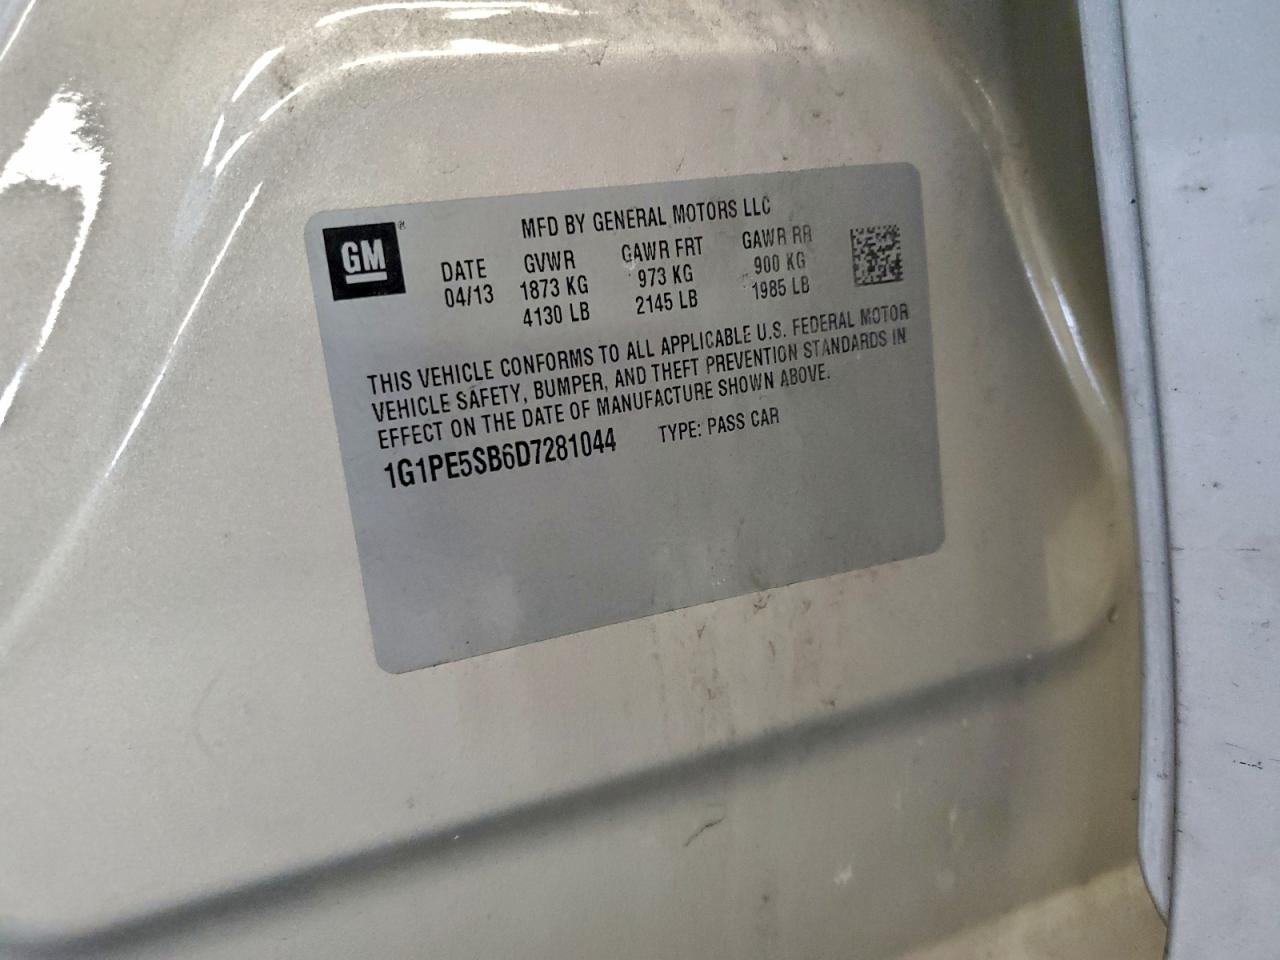 GM®
MFD BY GENERAL MOTORS LLC
DATE GVWR GAWR FRT GAWR RR
04/13 1873 KG 973 KG 900 KG
4130 LB 2145 LB 1985 LB
THIS VEHICLE CONFORMS TO ALL APPLICABLE U.S. FEDERAL MOTOR
VEHICLE SAFETY, BUMPER, AND THEFT PREVENTION STANDARDS IN
EFFECT ON THE DATE OF MANUFACTURE SHOWN ABOVE.
1G1PE5SB6D7281044 TYPE: PASS CAR